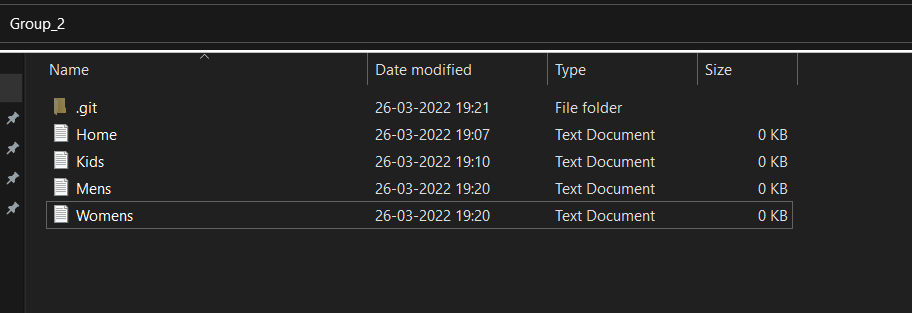 Group_2
Name Date modified Type Size
.git 26-03-2022 19:21 File folder
Home 26-03-2022 19:07 Text Document 0 KB
Kids 26-03-2022 19:10 Text Document 0 KB
Mens 26-03-2022 19:20 Text Document 0 KB
Womens 26-03-2022 19:20 Text Document 0 KB